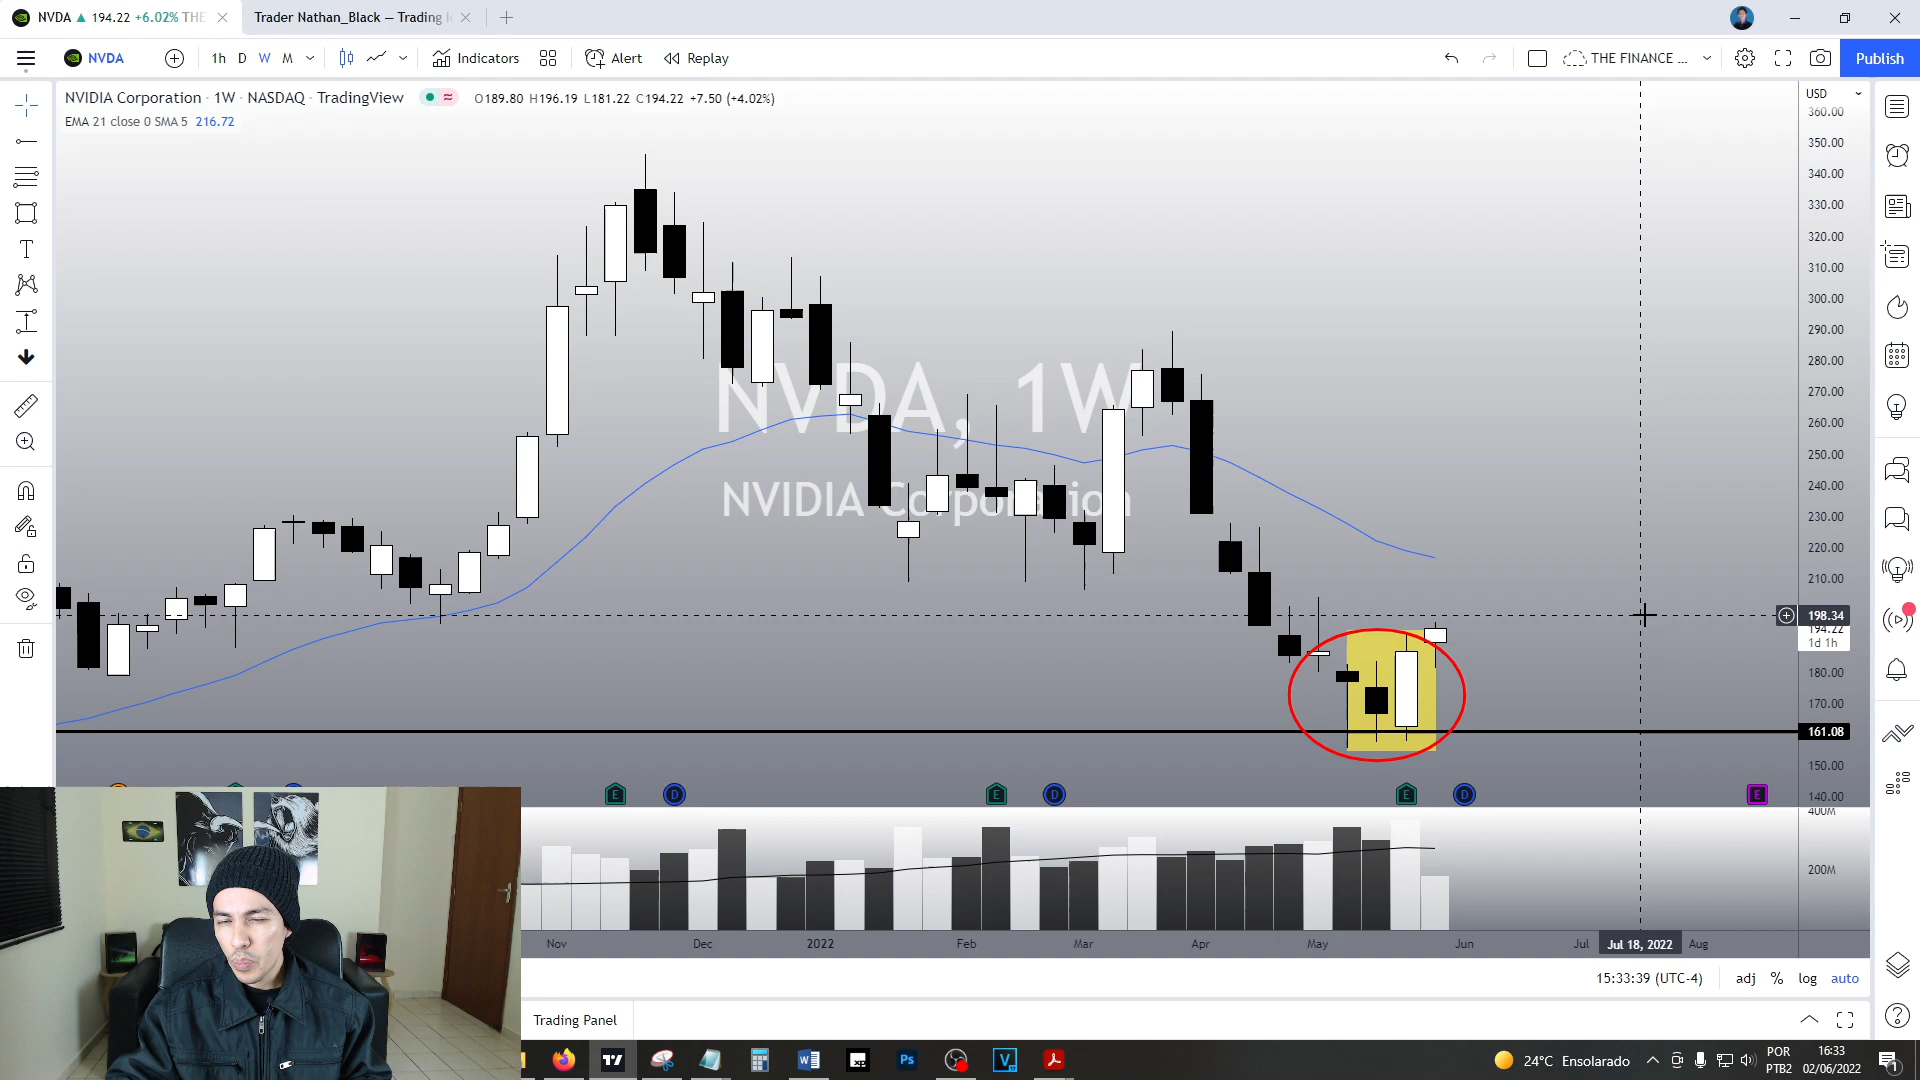 NVDA ▲ 194.22 +6.02% THE
Trader Nathan_Black — Trading I
NVDA
1h D W M
Indicators
Alert
Replay
THE FINANCE ...
Publish
NVIDIA Corporation · 1W · NASDAQ · TradingView
O189.80 H196.19 L181.22 C194.22 +7.50 (+4.02%)
EMA 21 close 0 SMA 5 216.72
USD
360.00
350.00
340.00
330.00
320.00
310.00
300.00
290.00
280.00
270.00
260.00
250.00
240.00
230.00
220.00
210.00
198.34
194.22
1d 1h
180.00
170.00
161.08
150.00
140.00
NVDA, 1W
NVIDIA Corporation
E D E D E D E
400M
200M
Nov Dec 2022 Feb Mar Apr May Jun Jul Jul 18, 2022 Aug
15:33:39 (UTC-4) adj % log auto
Trading Panel
24°C Ensolarado
POR
PTB2
16:33
02/06/2022
1